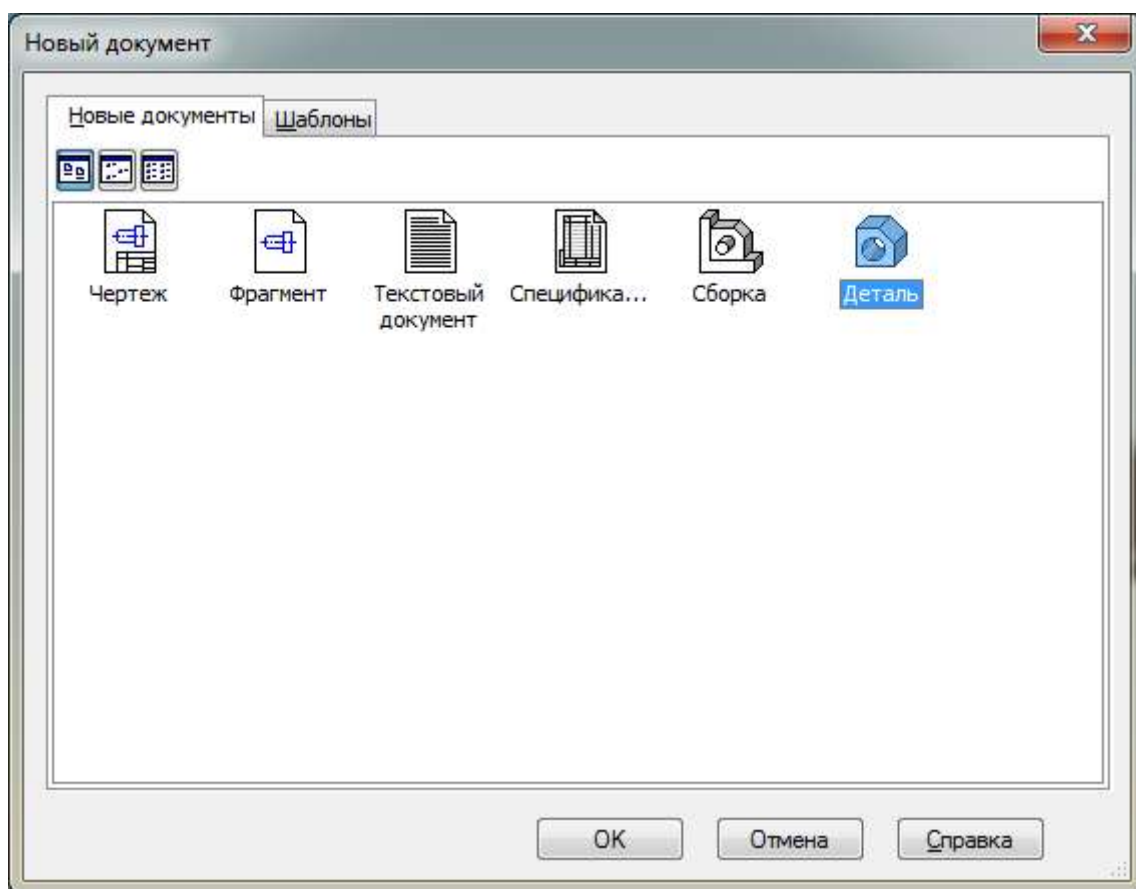 Новый документ
Новые документы
Шаблоны
Чертеж
Фрагмент
Текстовый
документ
Специфика...
Сборка
Деталь
OK
Отмена
Справка